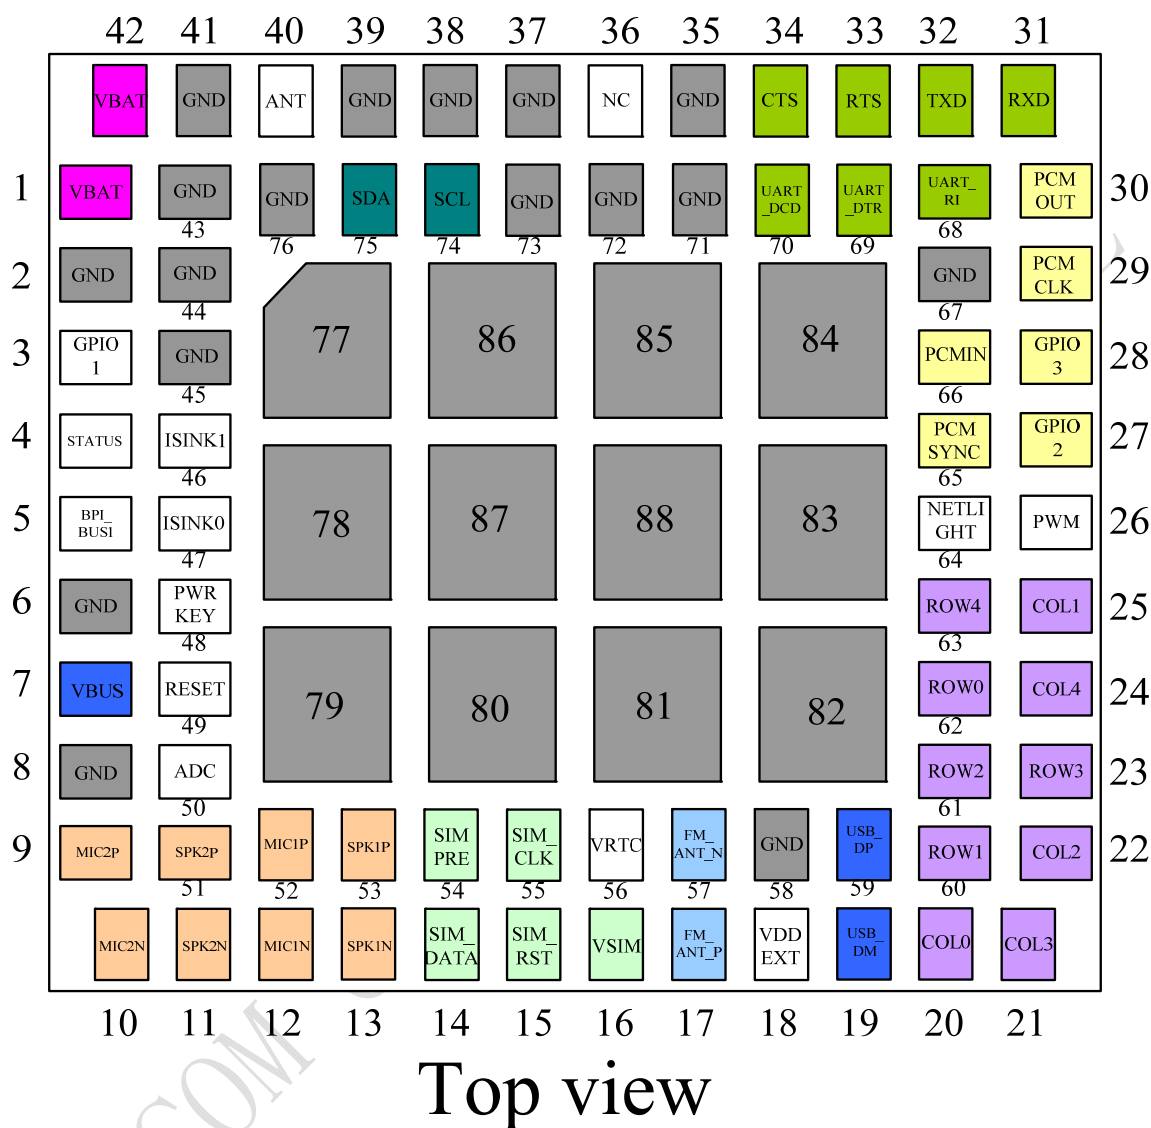 42 41 40 39 38 37 36 35 34 33 32 31
VBAT GND ANT GND GND GND NC GND CTS RTS TXD RXD
1 VBAT GND GND SDA SCL GND GND GND UART_DCD UART_DTR UART_RI PCM OUT 30
43 76 75 74 73 72 71 70 69 68
2 GND GND GND PCM CLK 29
44 67
77 86 85 84
3 GPIO 1 GND PCMIN GPIO 3 28
45 66
4 STATUS ISINK1 PCM SYNC GPIO 2 27
46 65
5 BPI_BUS1 ISINK0 NETLIGHT PWM 26
47 64
78 87 88 83
6 GND PWR KEY ROW4 COL1 25
48 63
7 VBUS RESET ROW0 COL4 24
49 62
79 80 81 82
8 GND ADC ROW2 ROW3 23
50 61
9 MIC2P SPK2P MIC1P SPK1P SIM PRE SIM_CLK VRTC FM_ANT_N GND USB_DP ROW1 COL2 22
51 52 53 54 55 56 57 58 59 60
MIC2N SPK2N MIC1N SPK1N SIM_DATA SIM_RST VSIM FM_ANT_P VDD EXT USB_DM COL0 COL3
10 11 12 13 14 15 16 17 18 19 20 21
COM
Top view